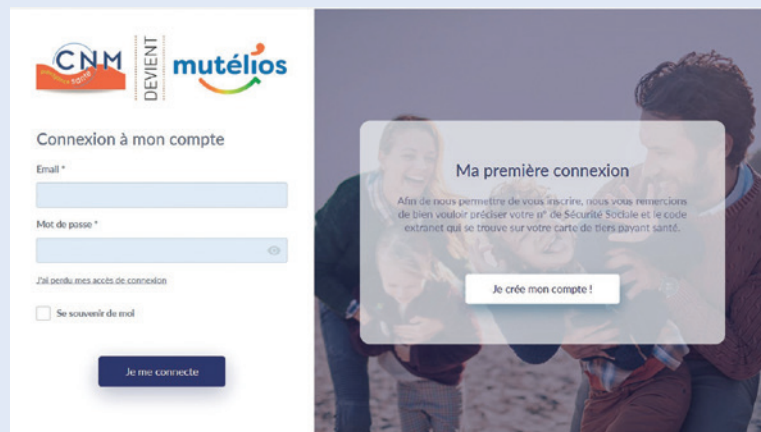 CNM
santé
DEVIENT
mutélios
Connexion à mon compte
Email *
Mot de passe *
J'ai perdu mes accès de connexion
Se souvenir de moi
Je me connecte
Ma première connexion
Afin de nous permettre de vous inscrire, nous vous remercions
de bien vouloir préciser votre n° de Sécurité Sociale et le code
extranet qui se trouve sur votre carte de tiers payant santé.
Je crée mon compte !